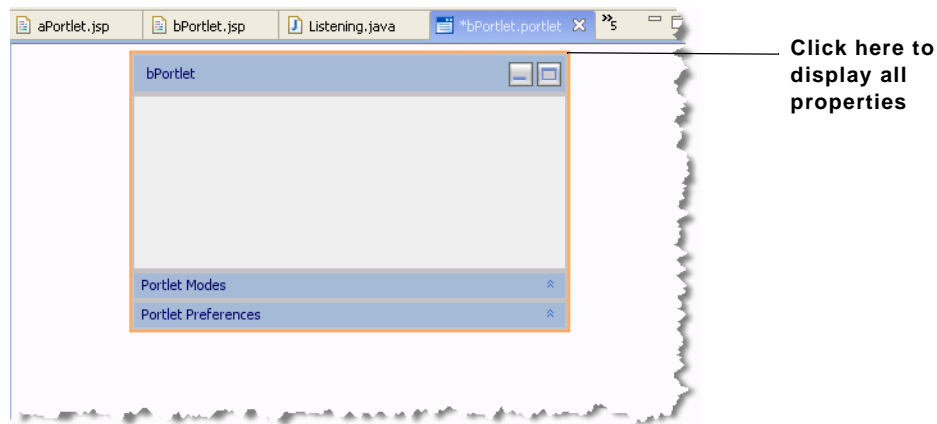 aPortlet.jsp
bPortlet.jsp
Listening.java
*bPortlet.portlet
»5
bPortlet
Portlet Modes
Portlet Preferences
Click here to
display all
properties